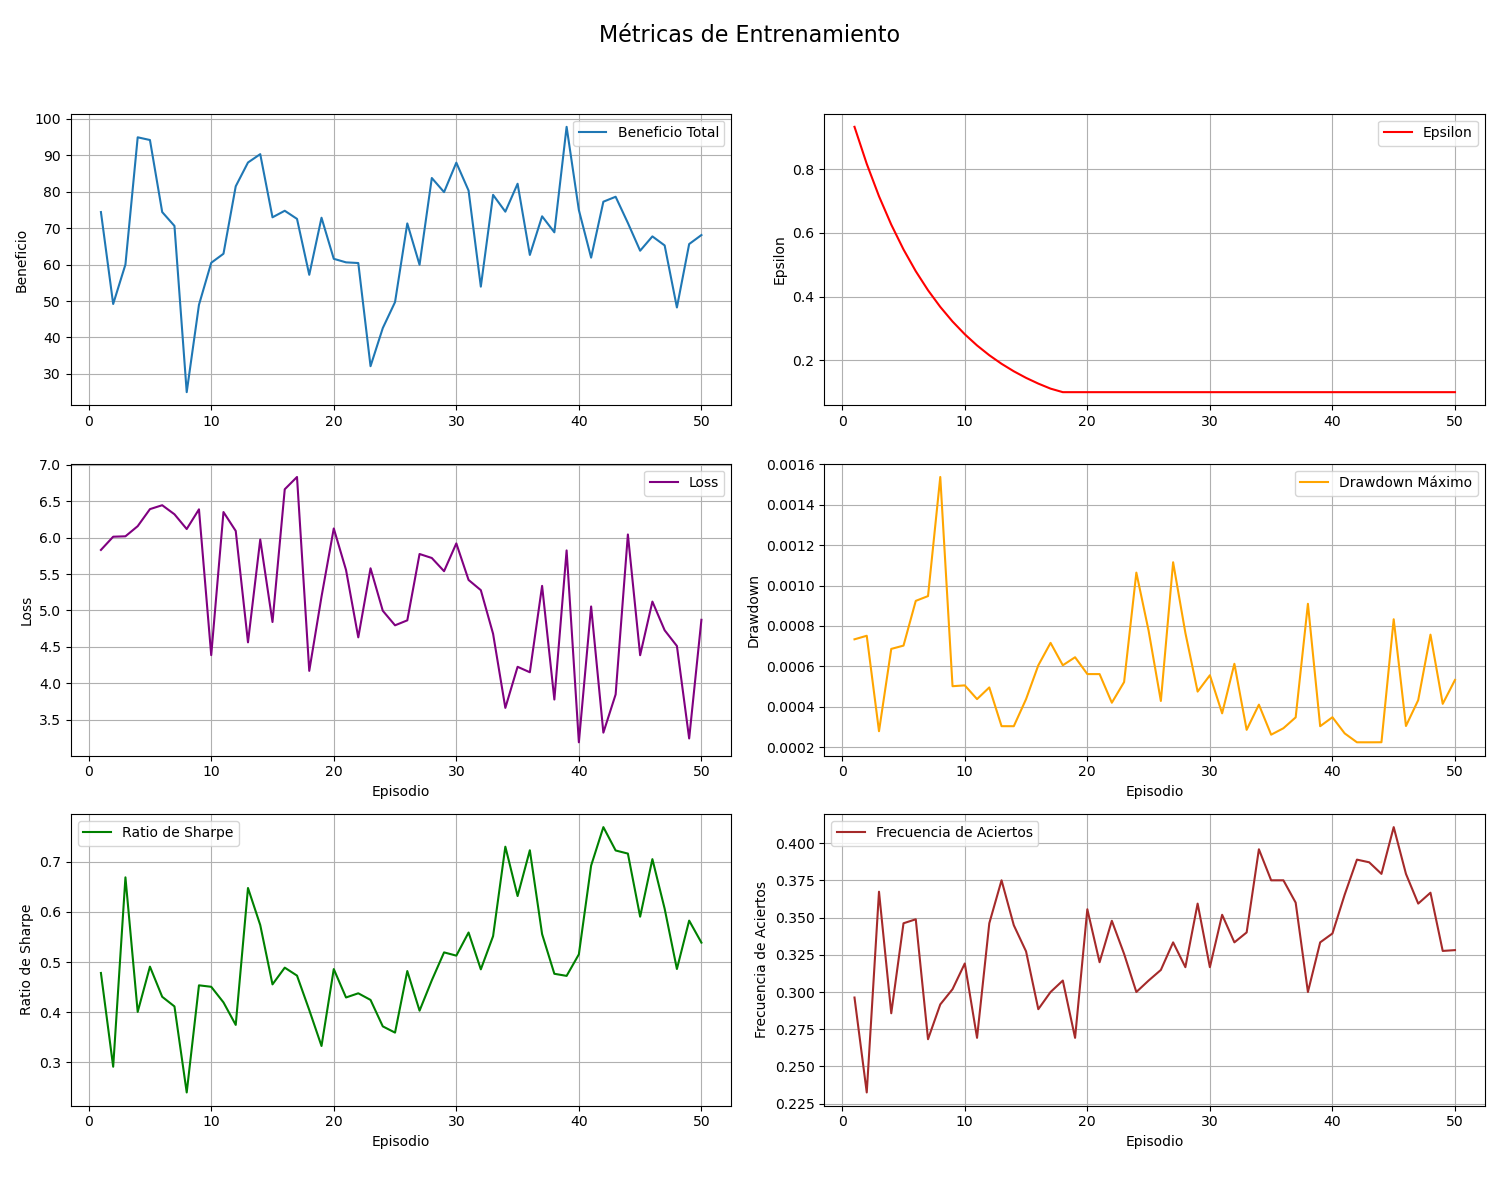 Métricas de Entrenamiento
Beneficio Total
Beneficio
100
90
80
70
60
50
40
30
0 10 20 30 40 50
Epsilon
Epsilon
0.8
0.6
0.4
0.2
0 10 20 30 40 50
Loss
Loss
7.0
6.5
6.0
5.5
5.0
4.5
4.0
3.5
0 10 20 30 40 50
Episodio
Drawdown Máximo
Drawdown
0.0016
0.0014
0.0012
0.0010
0.0008
0.0006
0.0004
0.0002
0 10 20 30 40 50
Episodio
Ratio de Sharpe
Ratio de Sharpe
0.7
0.6
0.5
0.4
0.3
0 10 20 30 40 50
Episodio
Frecuencia de Aciertos
Frecuencia de Aciertos
0.400
0.375
0.350
0.325
0.300
0.275
0.250
0.225
0 10 20 30 40 50
Episodio